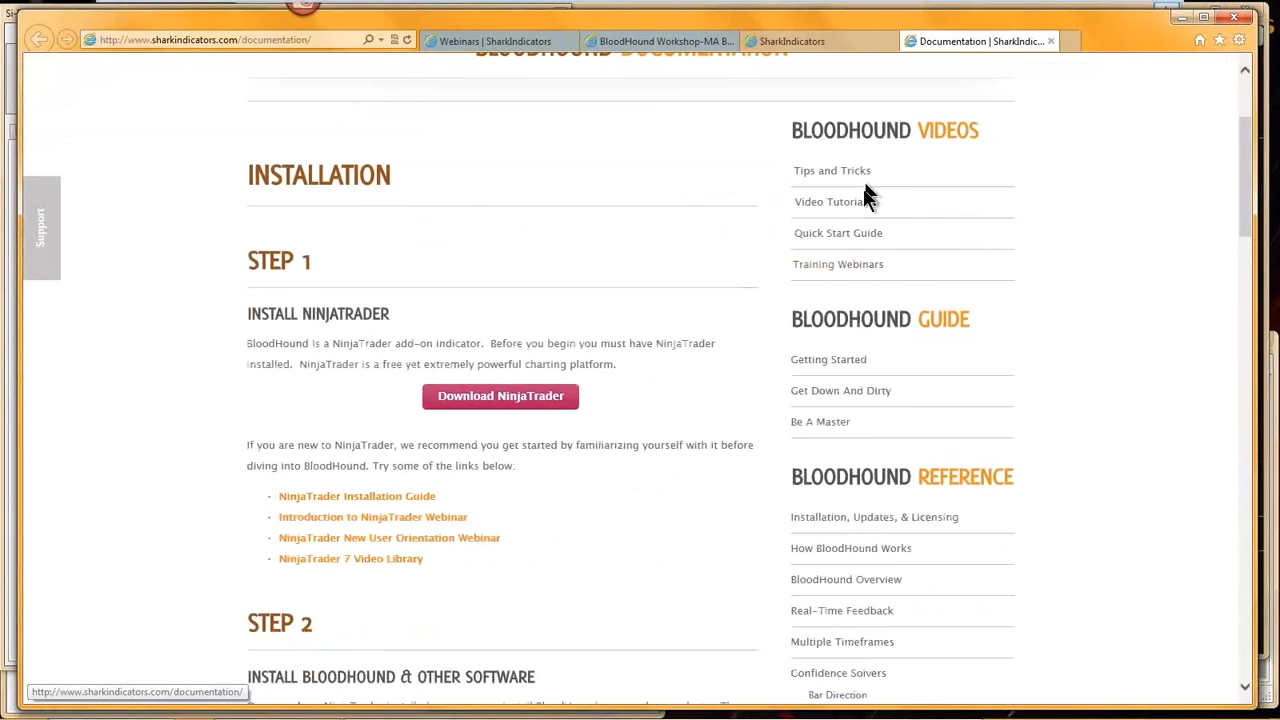 http://www.sharkindicators.com/documentation/
Webinars | SharkIndicators
BloodHound Workshop-MA B...
SharkIndicators
Documentation | SharkIndic...
BLOODHOUND DOCUMENTATION
Support
INSTALLATION
STEP 1
INSTALL NINJATRADER
BloodHound is a NinjaTrader add-on indicator. Before you begin you must have NinjaTrader
installed. NinjaTrader is a free yet extremely powerful charting platform.
Download NinjaTrader
If you are new to NinjaTrader, we recommend you get started by familiarizing yourself with it before
diving into BloodHound. Try some of the links below.
· NinjaTrader Installation Guide
· Introduction to NinjaTrader Webinar
· NinjaTrader New User Orientation Webinar
· NinjaTrader 7 Video Library
STEP 2
INSTALL BLOODHOUND & OTHER SOFTWARE
BLOODHOUND VIDEOS
Tips and Tricks
Video Tutoria
Quick Start Guide
Training Webinars
BLOODHOUND GUIDE
Getting Started
Get Down And Dirty
Be A Master
BLOODHOUND REFERENCE
Installation, Updates, & Licensing
How BloodHound Works
BloodHound Overview
Real-Time Feedback
Multiple Timeframes
Confidence Solvers
Bar Direction
http://www.sharkindicators.com/documentation/